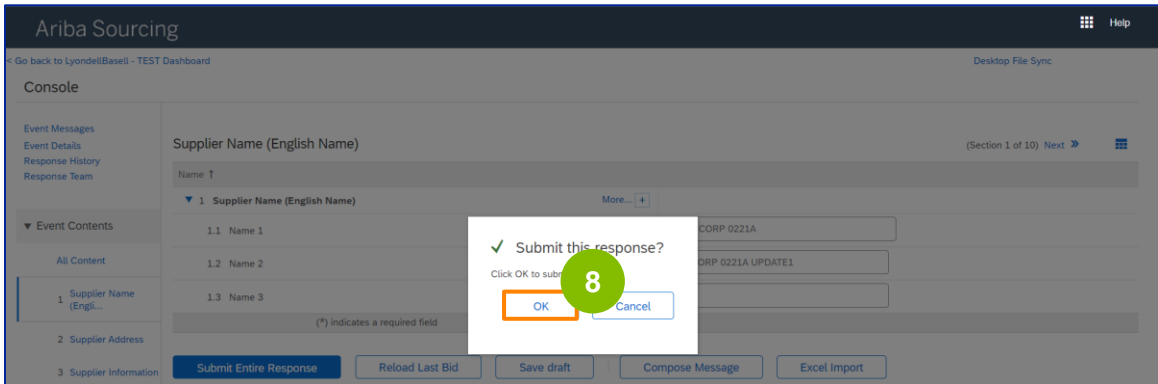 Ariba Sourcing
Help
< Go back to LyondellBasell - TEST Dashboard
Desktop File Sync
Console
Event Messages
Event Details
Response History
Response Team
Supplier Name (English Name)
(Section 1 of 10) Next »
Name ↑
▼ 1 Supplier Name (English Name)
More... +
▼ Event Contents
All Content
1 Supplier Name (Engli...
2 Supplier Address
3 Supplier Information
1.1 Name 1
CORP 0221A
1.2 Name 2
ORP 0221A UPDATE1
1.3 Name 3
(*) indicates a required field
✓ Submit this response?
Click OK to
8
OK
Cancel
Submit Entire Response
Reload Last Bid
Save draft
Compose Message
Excel Import